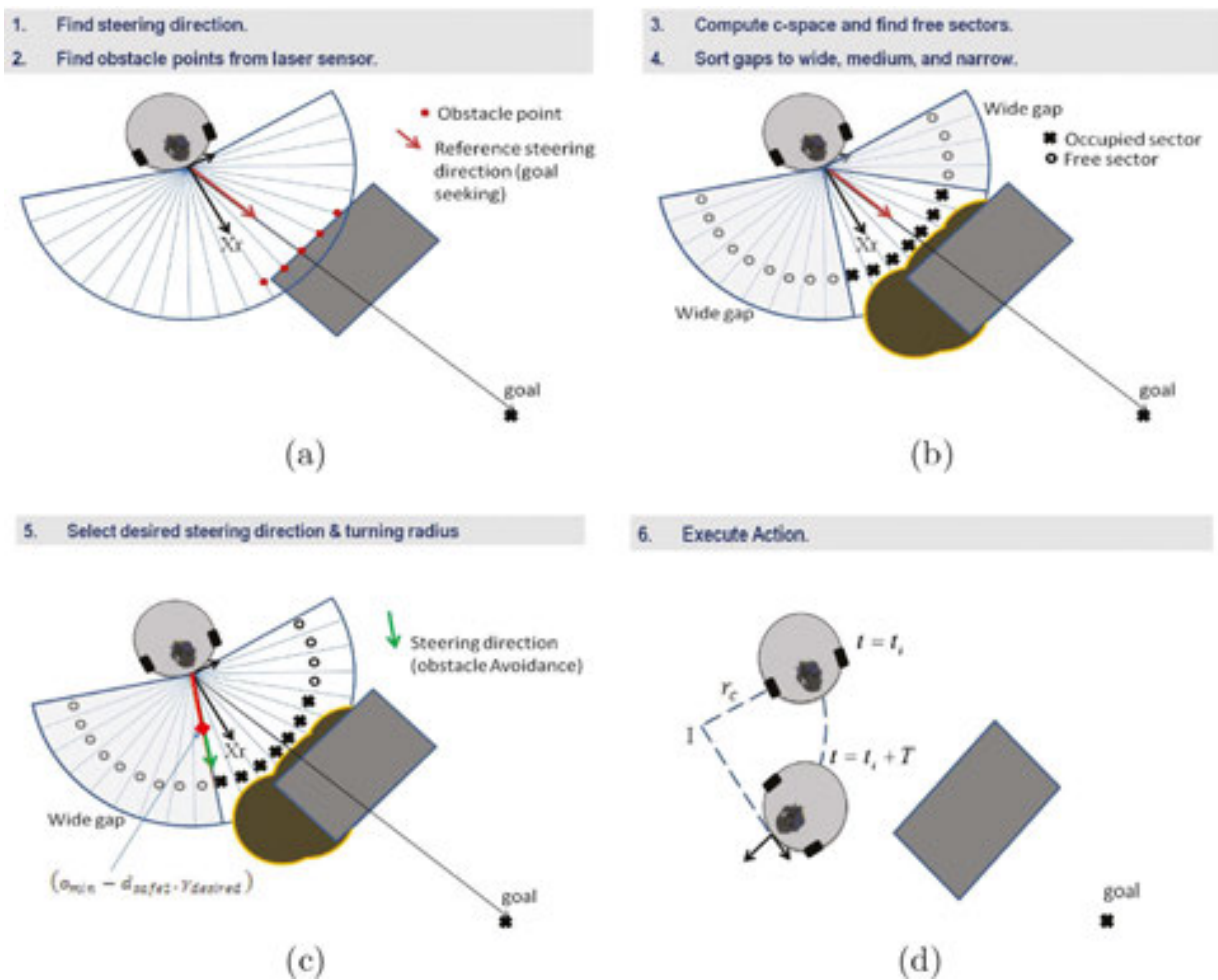 1. Find steering direction.
2. Find obstacle points from laser sensor.
Obstacle point
Reference steering
direction (goal
seeking)
Xr
goal
(a)
3. Compute c-space and find free sectors.
4. Sort gaps to wide, medium, and narrow.
Wide gap
Occupied sector
Free sector
Xr
Wide gap
goal
(b)
5. Select desired steering direction & turning radius
Steering direction
(obstacle Avoidance)
Xr
Wide gap
goal
(c)
6. Execute Action.
t = t
r_c
I
t = t + T
goal
(d)